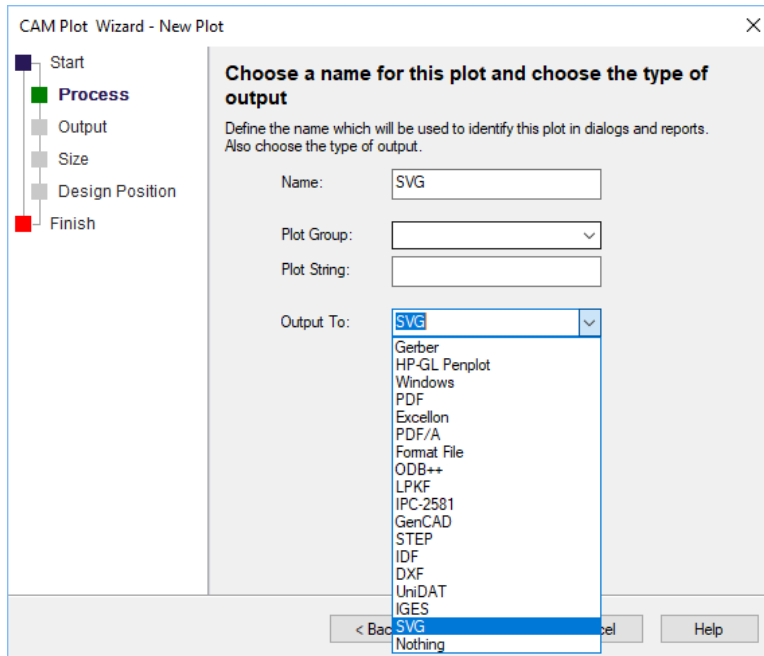 CAM Plot  Wizard - New Plot
Start
Process
Output
Size
Design Position
Finish
Choose a name for this plot and choose the type of
output
Define the name which will be used to identify this plot in dialogs and reports.
Also choose the type of output.
Name: SVG
Plot Group:
Plot String:
Output To: SVG
Gerber
HP-GL Penplot
Windows
PDF
Excellon
PDF/A
Format File
ODB++
LPKF
IPC-2581
GenCAD
STEP
IDF
DXF
UniDAT
IGES
SVG
Nothing
< Bac cel Help